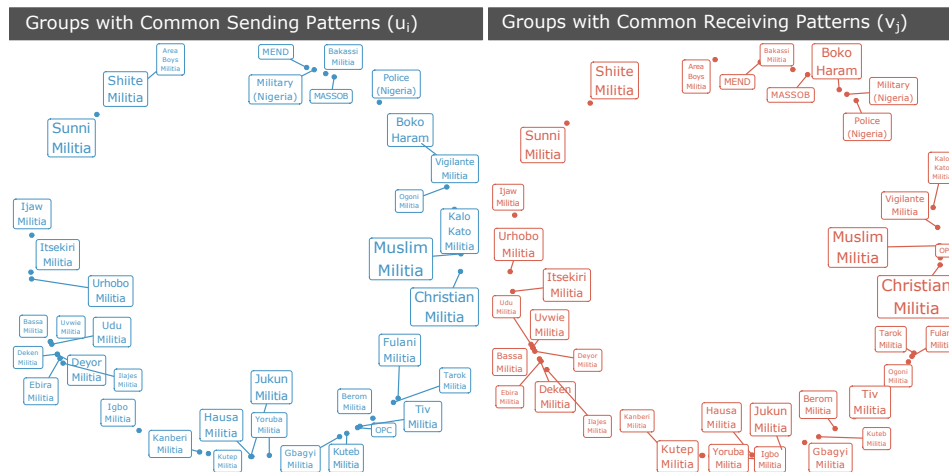 Groups with Common Sending Patterns (ui)
Area
Boys
Militia
Shiite
Militia
Sunni
Militia
MEND
Military
(Nigeria)
Bakassi
Militia
MASSOB
Police
(Nigeria)
Boko
Haram
Vigilante
Militia
Ogoni
Militia
Ijaw
Militia
Itsekiri
Militia
Urhobo
Militia
Kalo
Kato
Militia
Muslim
Militia
Christian
Militia
Bassa
Militia
Uvwie
Militia
Udu
Militia
Deken
Militia
Deyor
Militia
Ilajes
Militia
Ebira
Militia
Igbo
Militia
Kanberi
Militia
Kutep
Militia
Hausa
Militia
Jukun
Militia
Yoruba
Militia
Fulani
Militia
Tarok
Militia
Berom
Militia
Tiv
Militia
OPC
Gbagyi
Militia
Kuteb
Militia
Groups with Common Receiving Patterns (vj)
Shiite
Militia
Sunni
Militia
Area
Boys
Militia
MEND
Bakassi
Militia
MASSOB
Boko
Haram
Military
(Nigeria)
Police
(Nigeria)
Kalo
Kato
Militia
Vigilante
Militia
Muslim
Militia
OPC
Christian
Militia
Ijaw
Militia
Urhobo
Militia
Itsekiri
Militia
Udu
Militia
Uvwie
Militia
Bassa
Militia
Deyor
Militia
Ebira
Militia
Deken
Militia
Ilajes
Militia
Kanberi
Militia
Kutep
Militia
Hausa
Militia
Yoruba
Militia
Jukun
Militia
Igbo
Militia
Tarok
Militia
Fulani
Militia
Ogoni
Militia
Tiv
Militia
Berom
Militia
Kuteb
Militia
Gbagyi
Militia